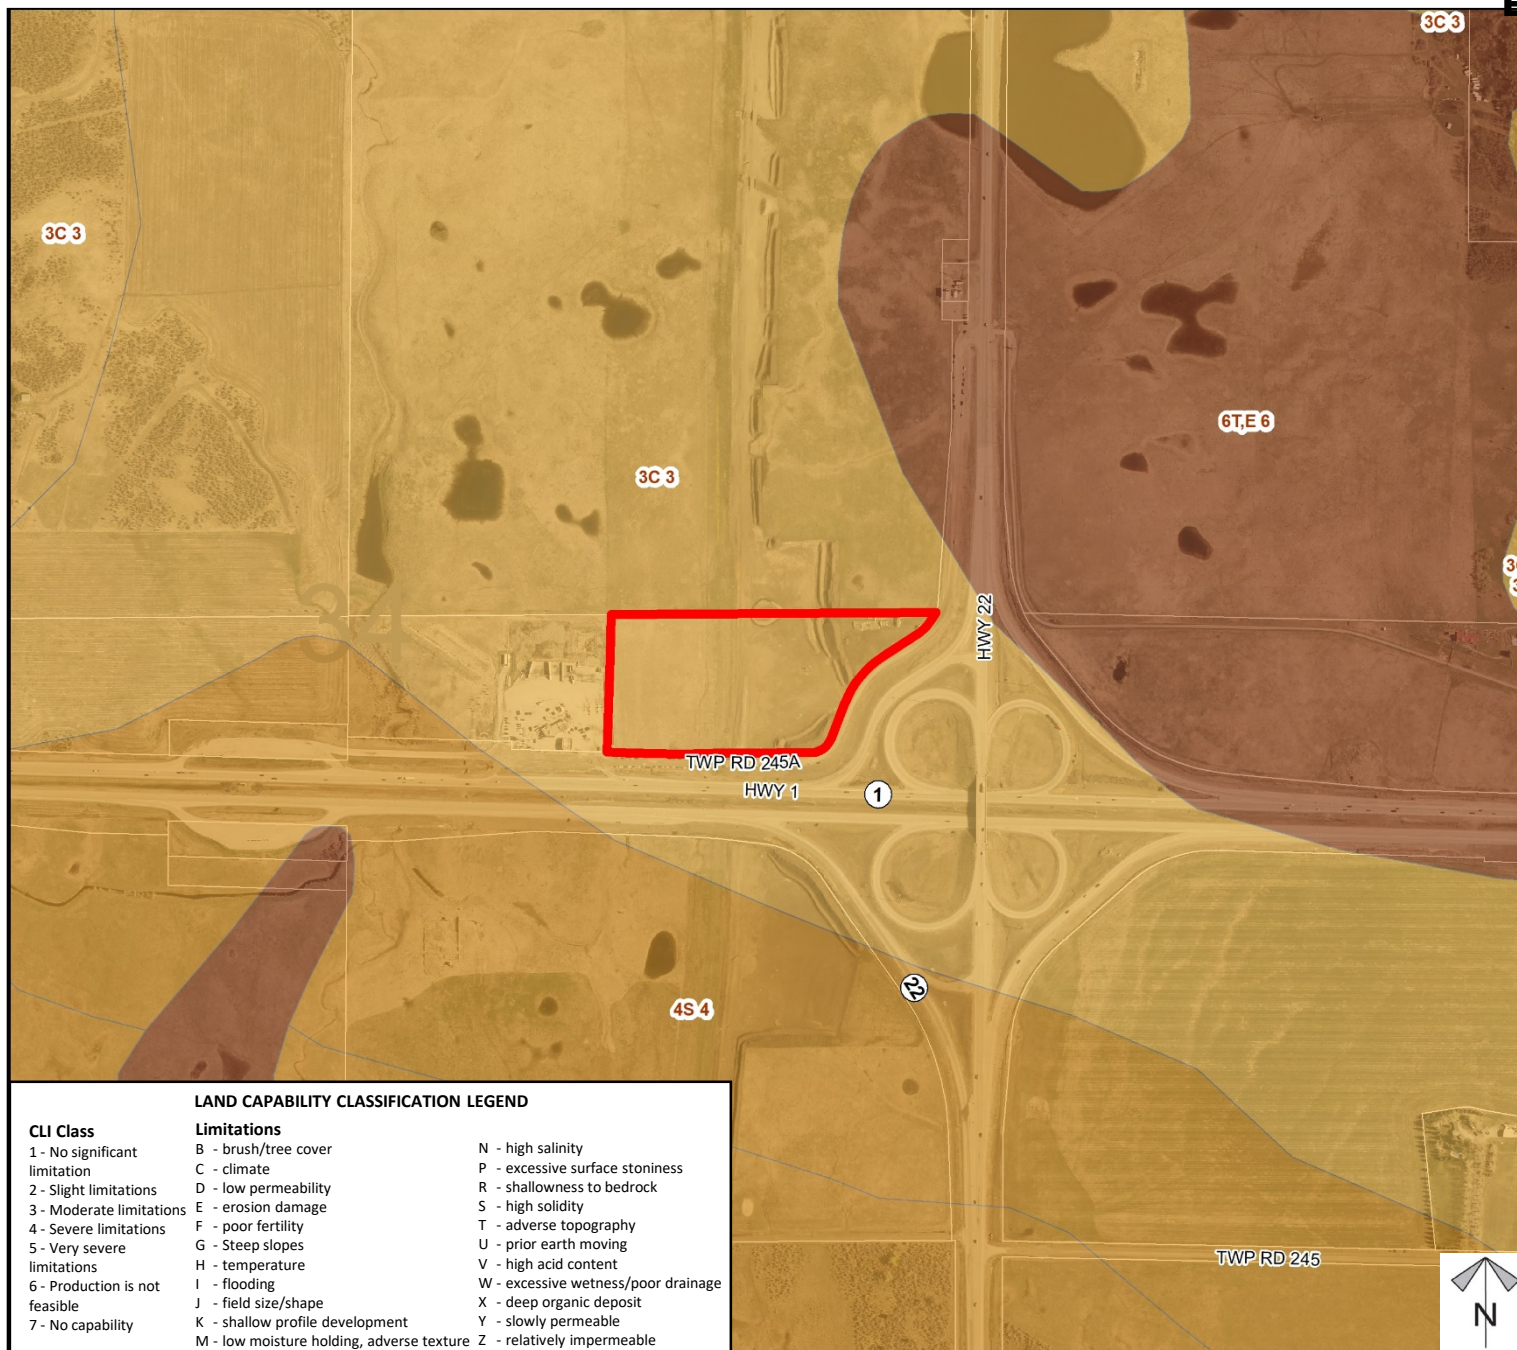 3C 3
3C 3
6T,E 6
3C 3
34
HWY 22
TWP RD 245A
HWY 1
1
22
4S 4
TWP RD 245
N
LAND CAPABILITY CLASSIFICATION LEGEND
CLI Class
1 - No significant
limitation
2 - Slight limitations
3 - Moderate limitations
4 - Severe limitations
5 - Very severe
limitations
6 - Production is not
feasible
7 - No capability
Limitations
B - brush/tree cover
C - climate
D - low permeability
E - erosion damage
F - poor fertility
G - Steep slopes
H - temperature
I - flooding
J - field size/shape
K - shallow profile development
M - low moisture holding, adverse texture
N - high salinity
P - excessive surface stoniness
R - shallowness to bedrock
S - high solidity
T - adverse topography
U - prior earth moving
V - high acid content
W - excessive wetness/poor drainage
X - deep organic deposit
Y - slowly permeable
Z - relatively impermeable